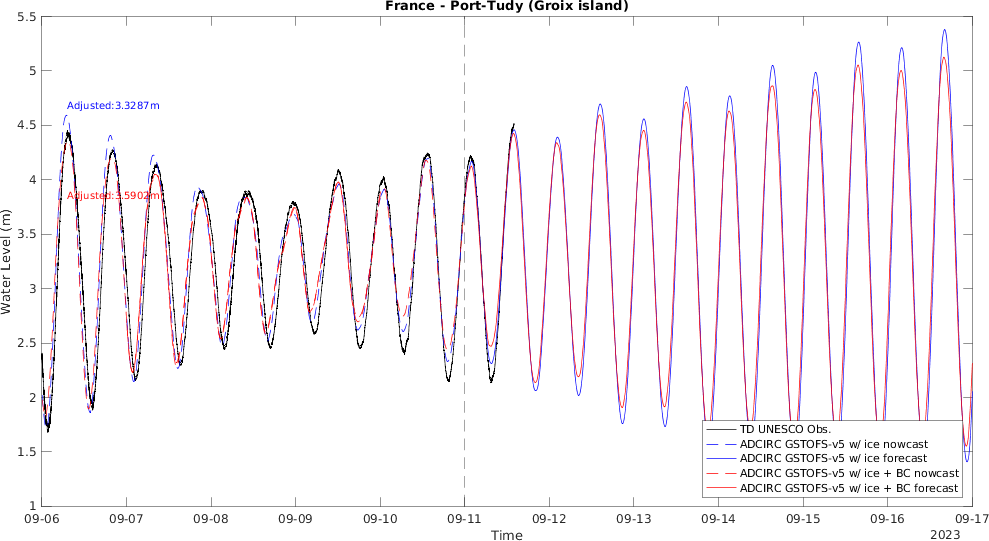 France - Port-Tudy (Groix island)
5.5
5
4.5
4
3.5
3
2.5
2
1.5
1
Water Level (m)
Adjusted:3.3287m
Adjusted:3.5902m
TD UNESCO Obs.
ADCIRC GSTOFS-v5 w/ ice nowcast
ADCIRC GSTOFS-v5 w/ ice forecast
ADCIRC GSTOFS-v5 w/ ice + BC nowcast
ADCIRC GSTOFS-v5 w/ ice + BC forecast
09-06 09-07 09-08 09-09 09-10 09-11 09-12 09-13 09-14 09-15 09-16 09-17
Time
2023